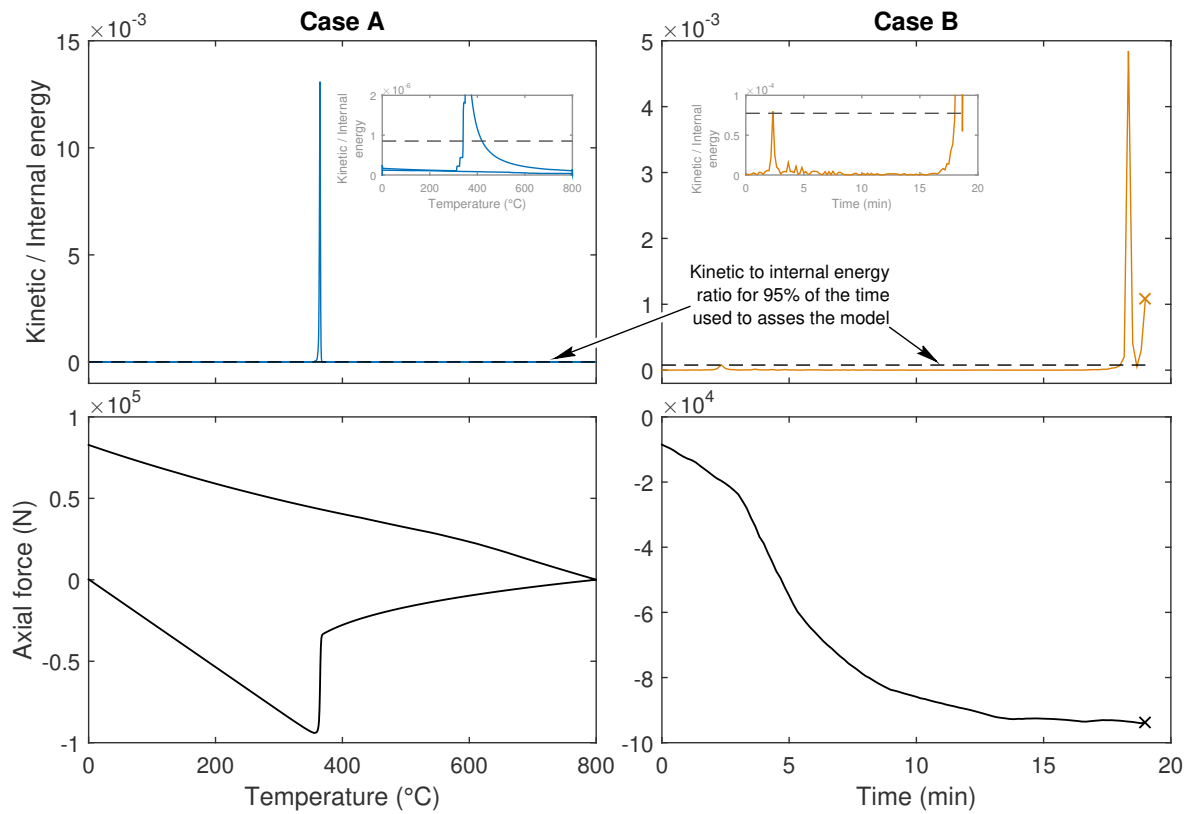 Case A
Case B
×10⁻³
15
10
5
0
Kinetic / Internal energy
×10⁻⁶
2
1
0
Kinetic / Internal
energy
0 200 400 600 800
Temperature (°C)
×10⁻³
5
4
3
2
1
0
×10⁻⁴
1
0.5
0
Kinetic / Internal
energy
0 5 10 15 20
Time (min)
Kinetic to internal energy
ratio for 95% of the time
used to asses the model
×10⁵
1
0.5
0
-0.5
-1
Axial force (N)
0 200 400 600 800
Temperature (°C)
×10⁴
0
-2
-4
-6
-8
-10
0 5 10 15 20
Time (min)